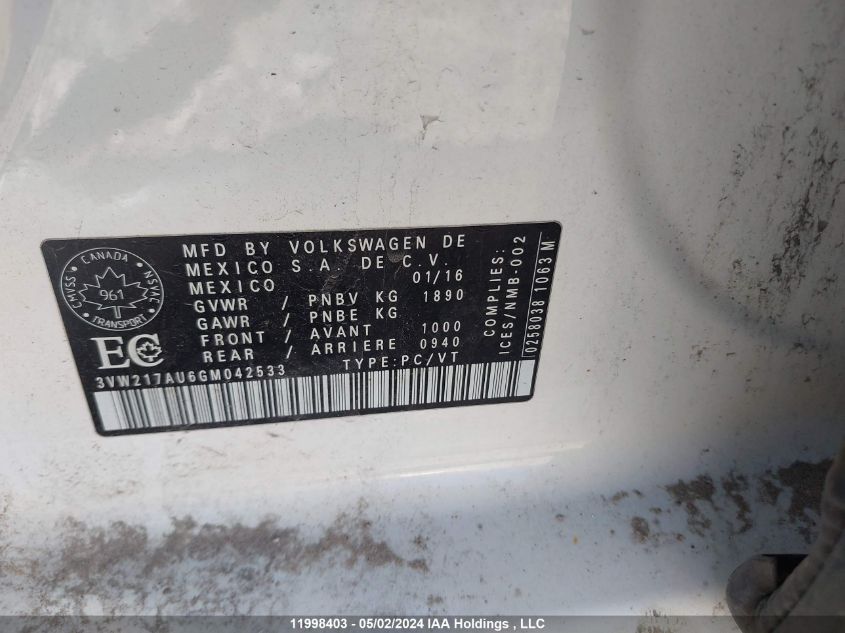 MFD BY VOLKSWAGEN DE
MEXICO S.A. DE C.V.
MEXICO 01/16
GVWR / PNBV KG 1890
GAWR / PNBE KG
FRONT / AVANT 1000
REAR / ARRIERE 0940
TYPE:PC/VT
CANADA
CMVSS NSVAC
961
TRANSPORT
EC
3VW217AU6GM042533
COMPLIES:
ICES/NMB-002
0258038 1063M
11998403 - 05/02/2024 IAA Holdings , LLC